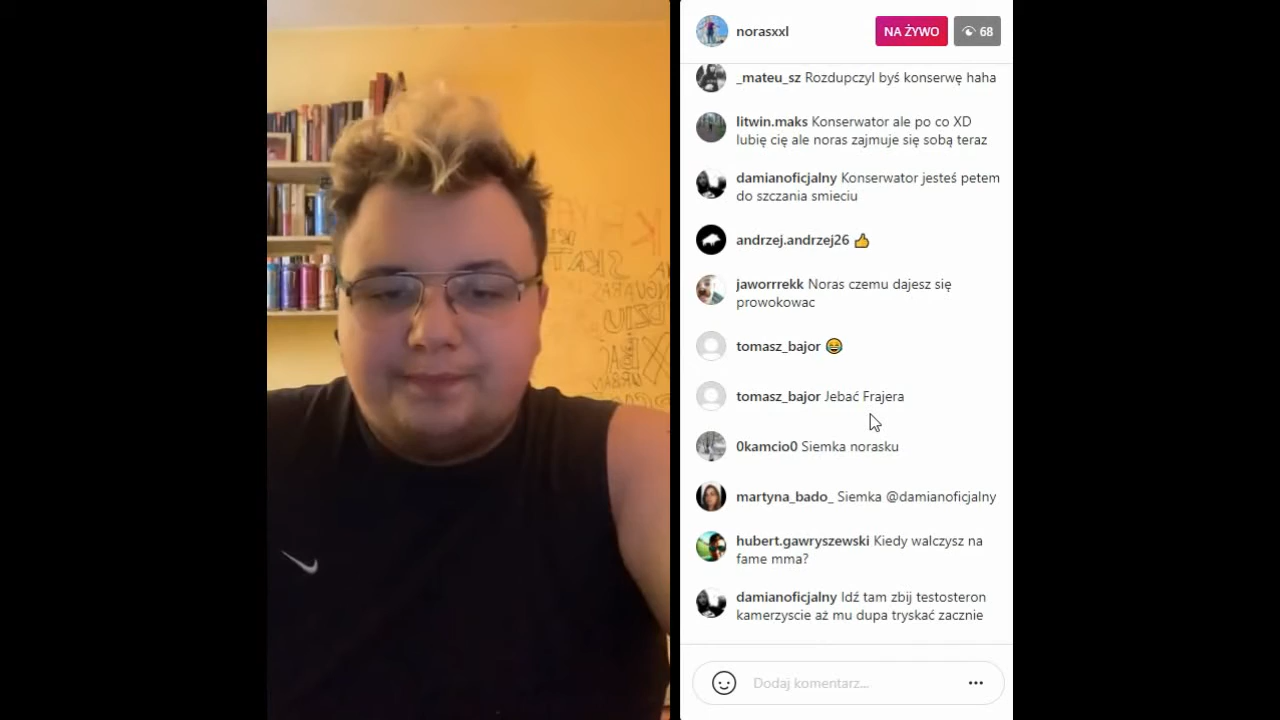 norasxxl
NA ŻYWO
68
_mateu_sz Rozdupczyl byś konserwę haha
litwin.maks Konserwator ale po co XD
lubię cię ale noras zajmuje się sobą teraz
damianoficjalny Konserwator jesteś petem
do szczania smieciu
andrzej.andrzej26 👍
jaworrrekk Noras czemu dajesz się
prowokowac
tomasz_bajor 😂
tomasz_bajor Jebać Frajera
0kamcio0 Siemka norasku
martyna_bado_ Siemka @damianoficjalny
hubert.gawryszewski Kiedy walczysz na
fame mma?
damianoficjalny Idź tam zbij testosteron
kamerzyscie aż mu dupa tryskać zacznie
Dodaj komentarz...
SKAT